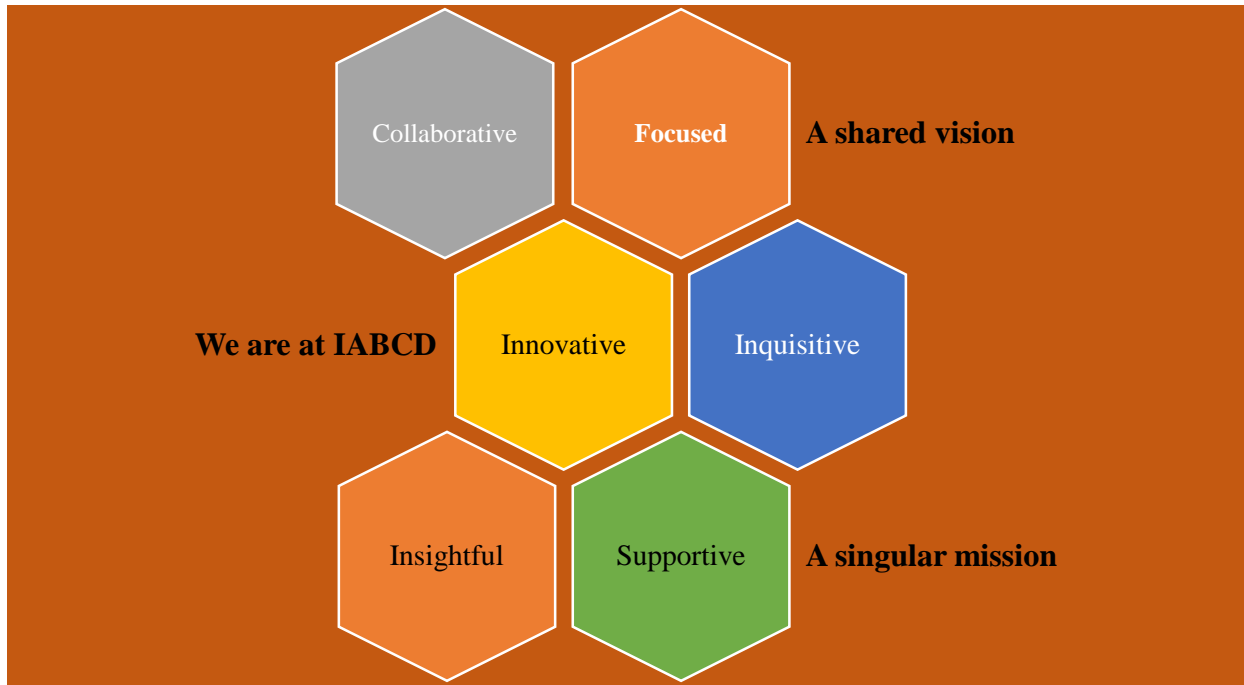 Collaborative
Focused
A shared vision
We are at IABCD
Innovative
Inquisitive
Insightful
Supportive
A singular mission